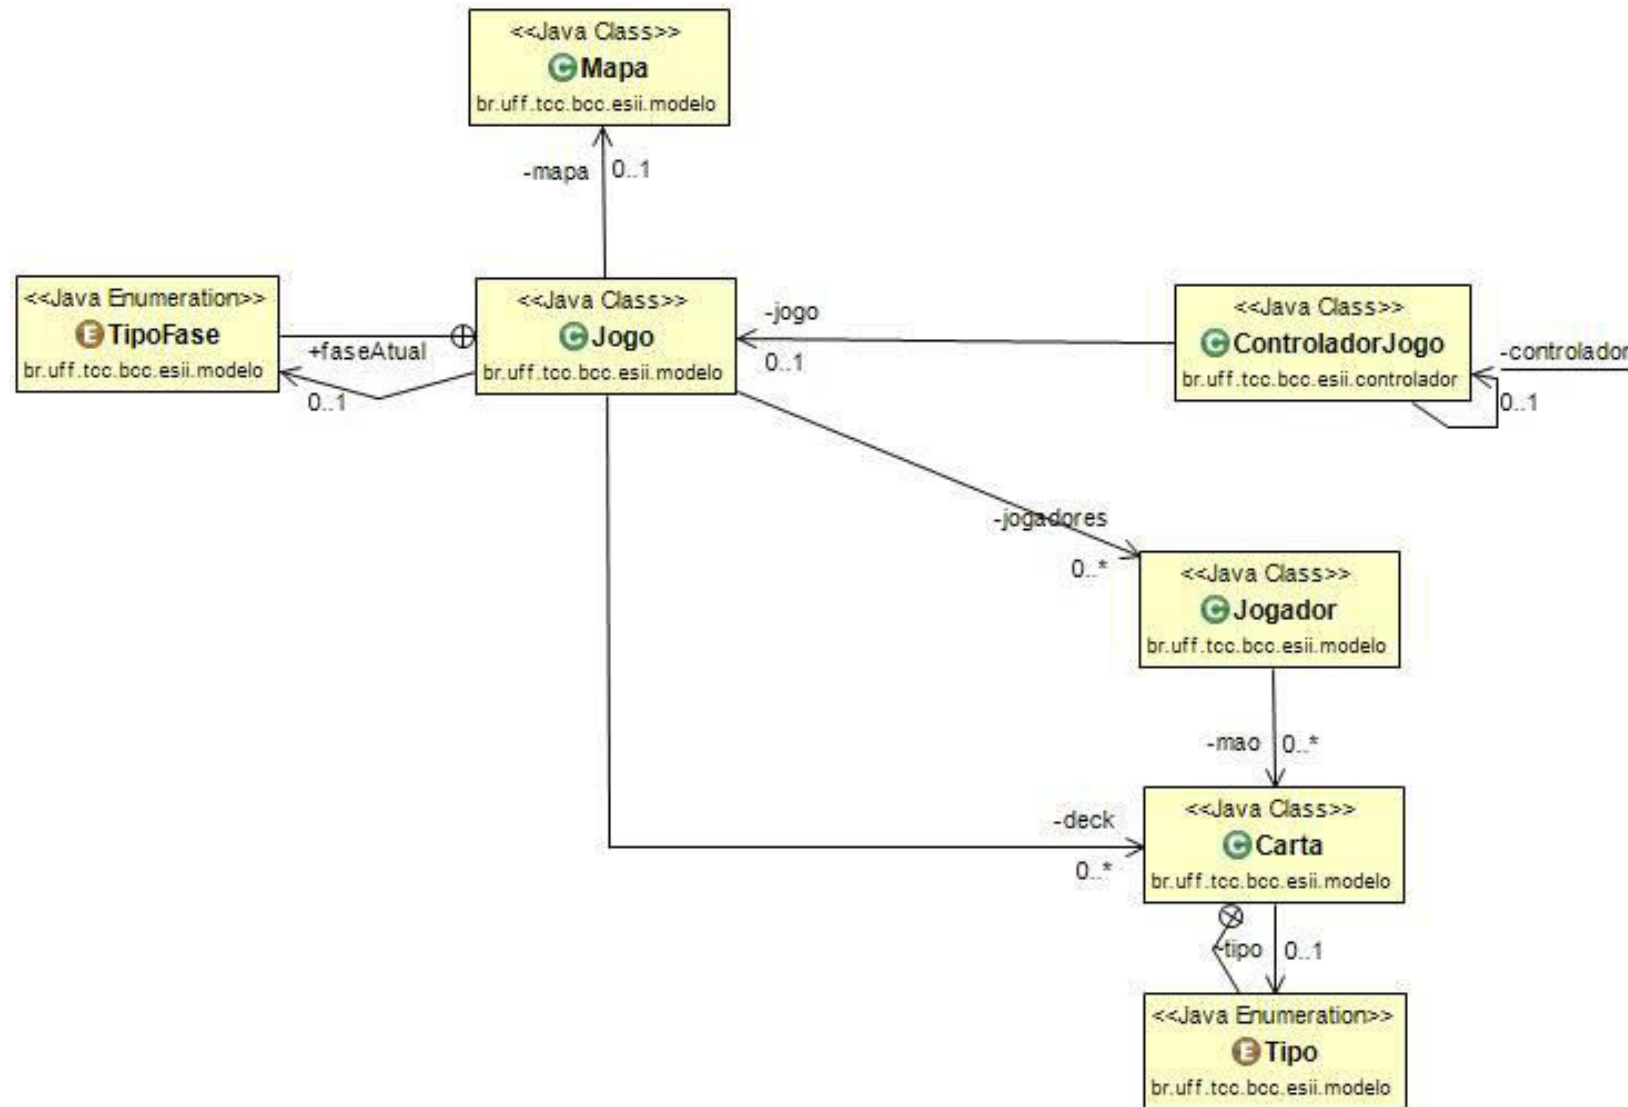 <<Java Class>>
Mapa
br.uff.tcc.bcc.esii.modelo
-mapa
0..1
<<Java Enumeration>>
TipoFase
br.uff.tcc.bcc.esii.modelo
+faseAtual
0..1
<<Java Class>>
Jogo
br.uff.tcc.bcc.esii.modelo
-jogo
0..1
<<Java Class>>
ControladorJogo
br.uff.tcc.bcc.esii.controlador
-controlador
0..1
-jogadores
0..*
<<Java Class>>
Jogador
br.uff.tcc.bcc.esii.modelo
-mao
0..*
-deck
0..*
<<Java Class>>
Carta
br.uff.tcc.bcc.esii.modelo
~tipo
0..1
<<Java Enumeration>>
Tipo
br.uff.tcc.bcc.esii.modelo